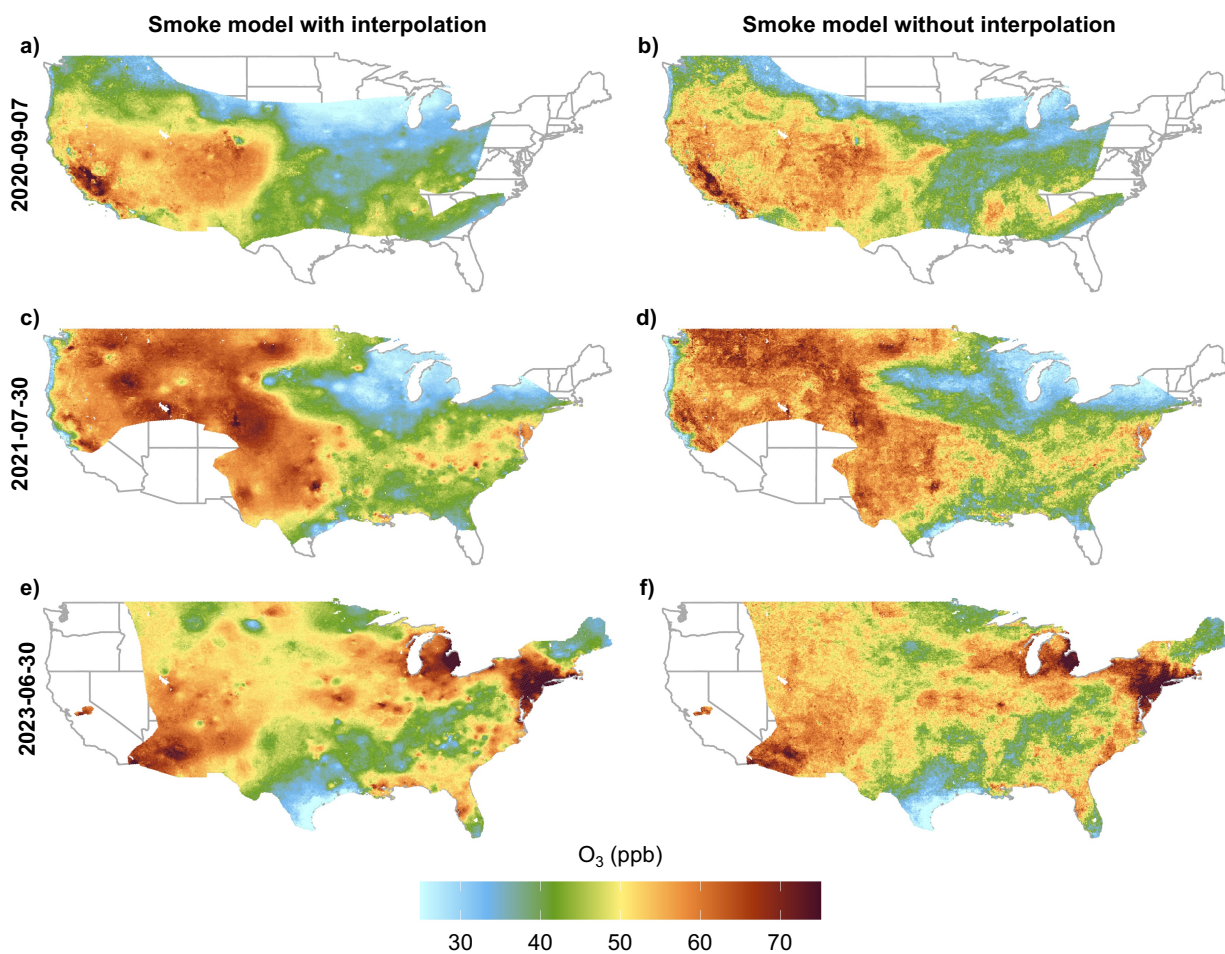 Smoke model with interpolation
Smoke model without interpolation
a)
b)
2020-09-07
c)
d)
2021-07-30
e)
f)
2023-06-30
O₃ (ppb)
30 40 50 60 70